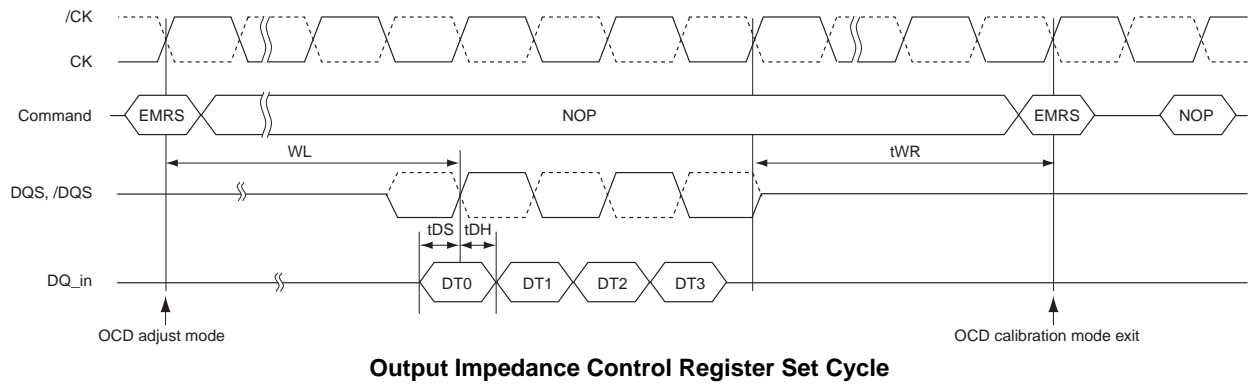 /CK
CK
Command
EMRS
NOP
EMRS
NOP
WL
tWR
DQS, /DQS
tDS
tDH
DQ_in
DT0
DT1
DT2
DT3
OCD adjust mode
OCD calibration mode exit
Output Impedance Control Register Set Cycle